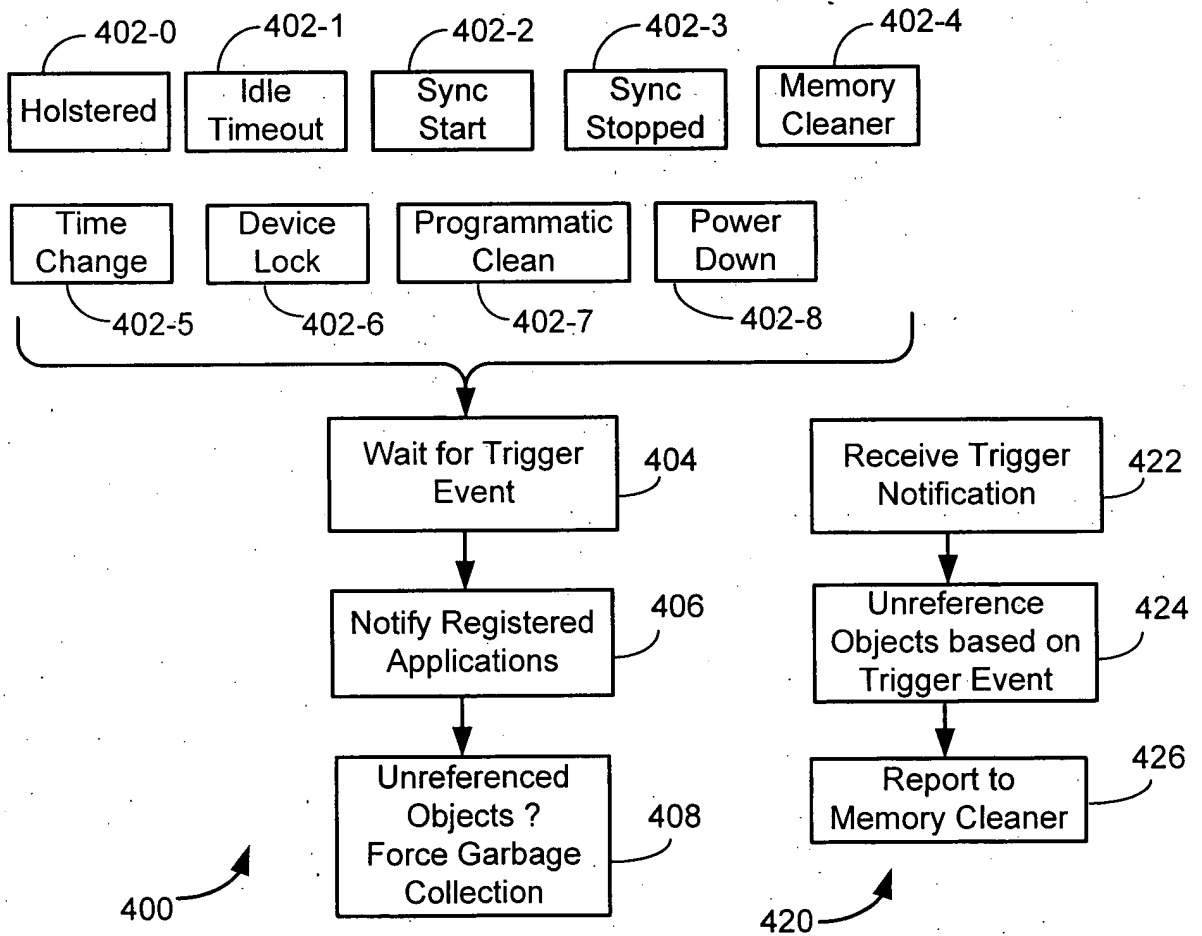 402-0
402-1
402-2
402-3
402-4
Holstered
Idle
Timeout
Sync
Start
Sync
Stopped
Memory
Cleaner
Time
Change
Device
Lock
Programmatic
Clean
Power
Down
402-5
402-6
402-7
402-8
Wait for Trigger
Event
404
Receive Trigger
Notification
422
Notify Registered
Applications
406
Unreference
Objects based on
Trigger Event
424
Unreferenced
Objects ?
Force Garbage
Collection
408
Report to
Memory Cleaner
426
400
420